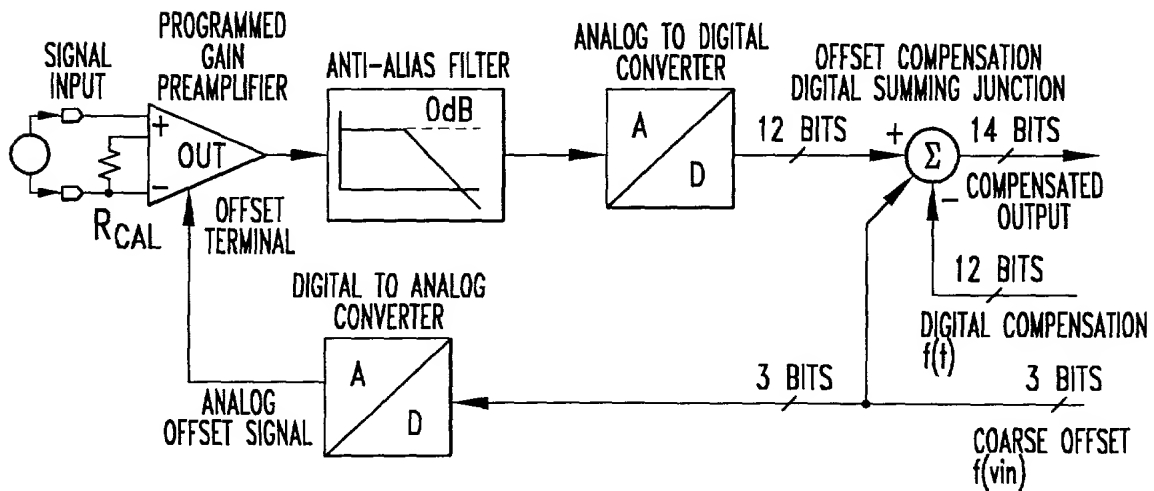 SIGNAL
INPUT
PROGRAMMED
GAIN
PREAMPLIFIER
+
+
OUT
−
RCAL
OFFSET
TERMINAL
ANTI-ALIAS FILTER
0dB
ANALOG TO DIGITAL
CONVERTER
A
D
12 BITS
OFFSET COMPENSATION
DIGITAL SUMMING JUNCTION
+
Σ
−
14 BITS
COMPENSATED
OUTPUT
12 BITS
DIGITAL COMPENSATION
f(t)
DIGITAL TO ANALOG
CONVERTER
A
D
ANALOG
OFFSET SIGNAL
3 BITS
3 BITS
COARSE OFFSET
f(vin)